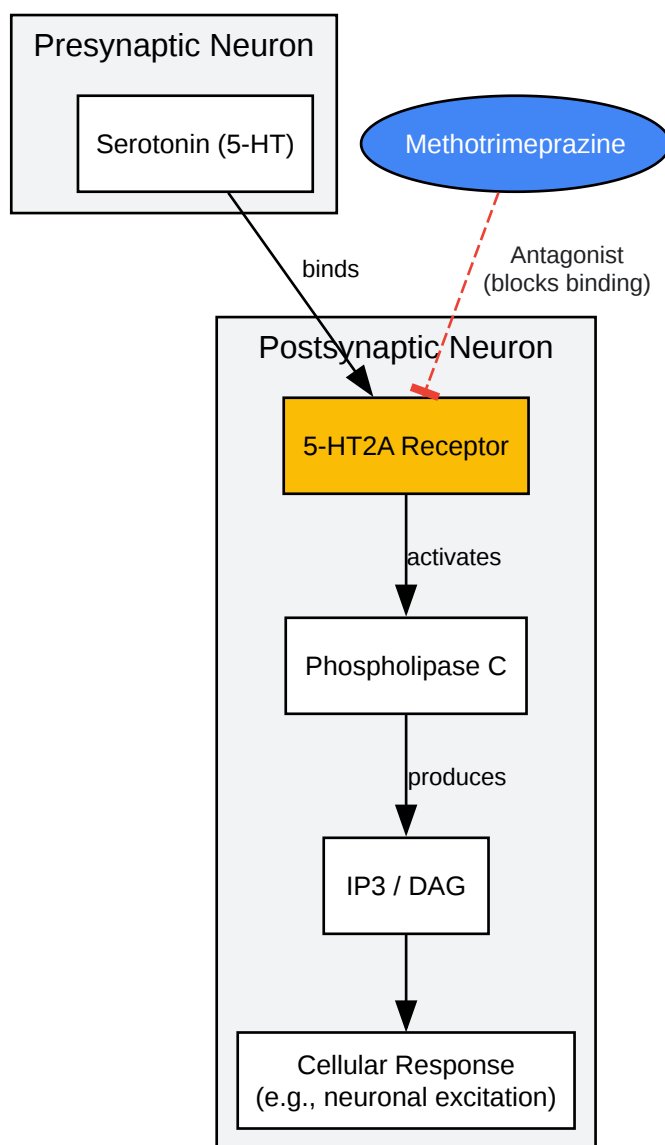 Presynaptic Neuron
Serotonin (5-HT)
Methotrimeprazine
binds
Antagonist
(blocks binding)
Postsynaptic Neuron
5-HT2A Receptor
activates
Phospholipase C
produces
IP3 / DAG
Cellular Response
(e.g., neuronal excitation)